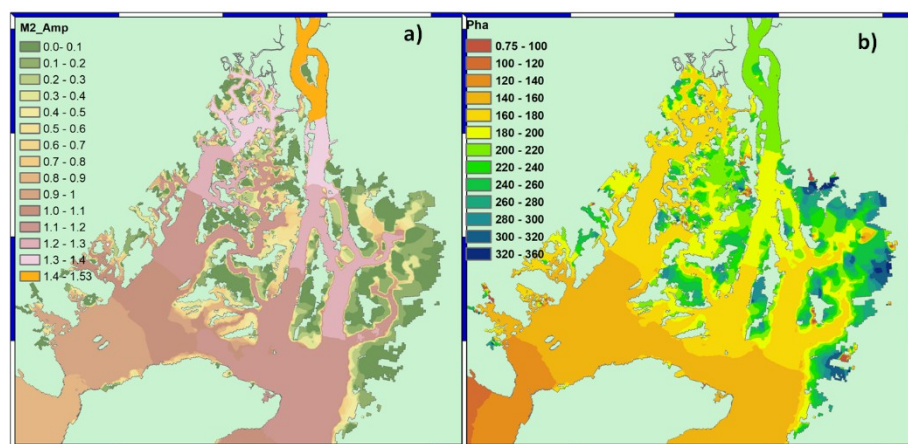 M2_Amp
a)
0.0- 0.1
0.1 - 0.2
0.2 - 0.3
0.3 - 0.4
0.4 - 0.5
0.5 - 0.6
0.6 - 0.7
0.7 - 0.8
0.8 - 0.9
0.9 - 1
1.0 - 1.1
1.1 - 1.2
1.2 - 1.3
1.3 - 1.4
1.4 - 1.53
Pha
b)
0.75 - 100
100 - 120
120 - 140
140 - 160
160 - 180
180 - 200
200 - 220
220 - 240
240 - 260
260 - 280
280 - 300
300 - 320
320 - 360